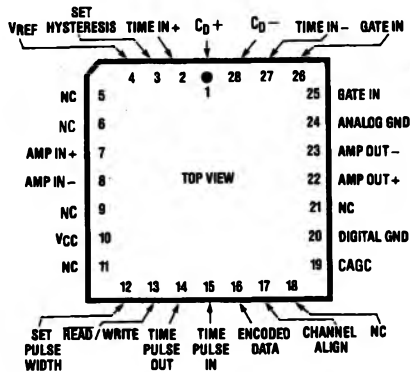 SET
VREF HYSTERESIS TIME IN+ CD+ CD− TIME IN− GATE IN
4 3 2 1 28 27 26
NC 5 25 GATE IN
NC 6 24 ANALOG GND
AMP IN+ 7 23 AMP OUT−
AMP IN− 8 TOP VIEW 22 AMP OUT+
NC 9 21 NC
VCC 10 20 DIGITAL GND
NC 11 19 CAGC
12 13 14 15 16 17 18
SET READ/WRITE TIME TIME ENCODED CHANNEL NC
PULSE PULSE PULSE DATA ALIGN
WIDTH OUT IN